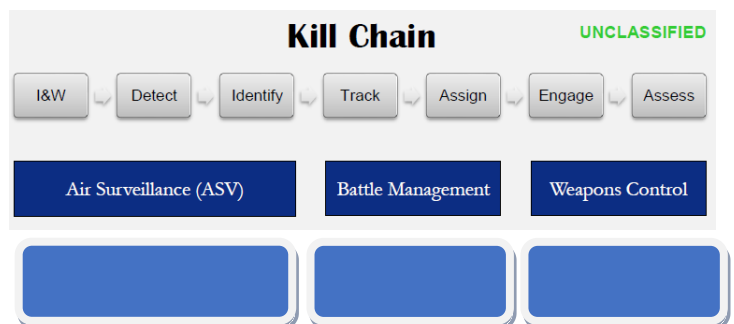 Kill Chain
UNCLASSIFIED
I&W
Detect
Identify
Track
Assign
Engage
Assess
Air Surveillance (ASV)
Battle Management
Weapons Control